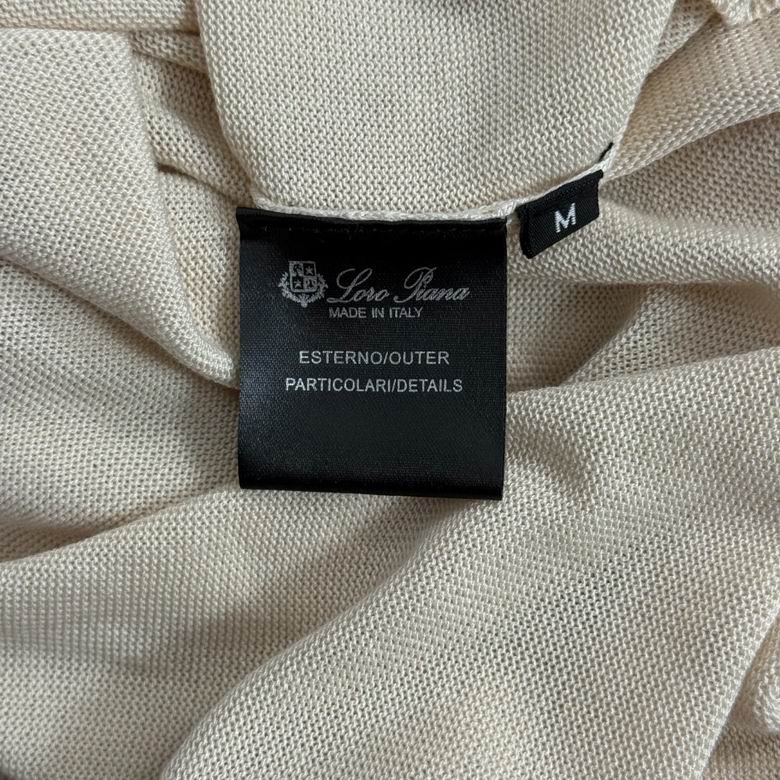 Loro Piana
MADE IN ITALY
M
ESTERNO/OUTER
PARTICOLARI/DETAILS